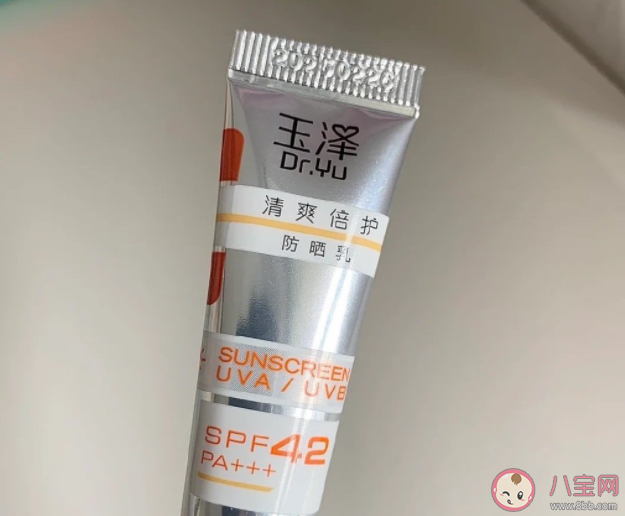 玉泽
Dr.Yu
清爽倍护
防晒乳
SUNSCREEN
UVA / UVB
SPF42
PA+++
八宝网
www.8bb.com